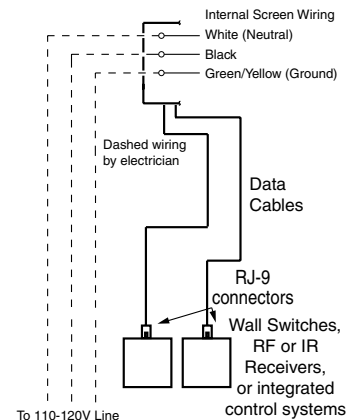 Internal Screen Wiring
White (Neutral)
Black
Green/Yellow (Ground)
Dashed wiring
by electrician
Data
Cables
RJ-9
connectors
Wall Switches,
RF or IR
Receivers,
or integrated
control systems
To 110-120V Line